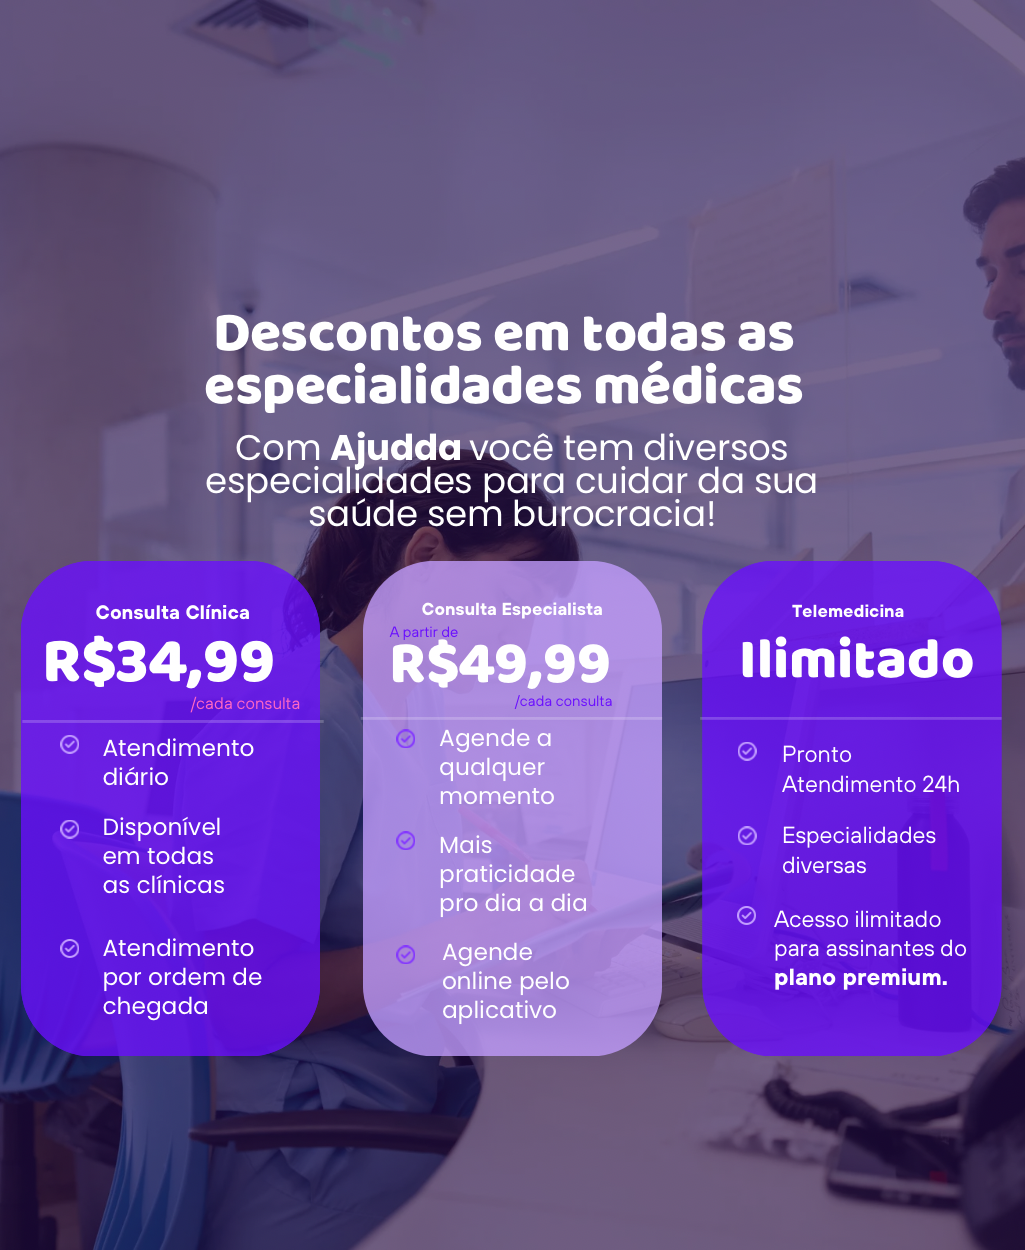 Descontos em todas as
especialidades médicas
Com Ajudda você tem diversos
especialidades para cuidar da sua
saúde sem burocracia!
Consulta Clínica
R$34,99
/cada consulta
Atendimento
diário
Disponível
em todas
as clínicas
Atendimento
por ordem de
chegada
Consulta Especialista
A partir de
R$49,99
/cada consulta
Agende a
qualquer
momento
Mais
praticidade
pro dia a dia
Agende
online pelo
aplicativo
Telemedicina
Ilimitado
Pronto
Atendimento 24h
Especialidades
diversas
Acesso ilimitado
para assinantes do
plano premium.